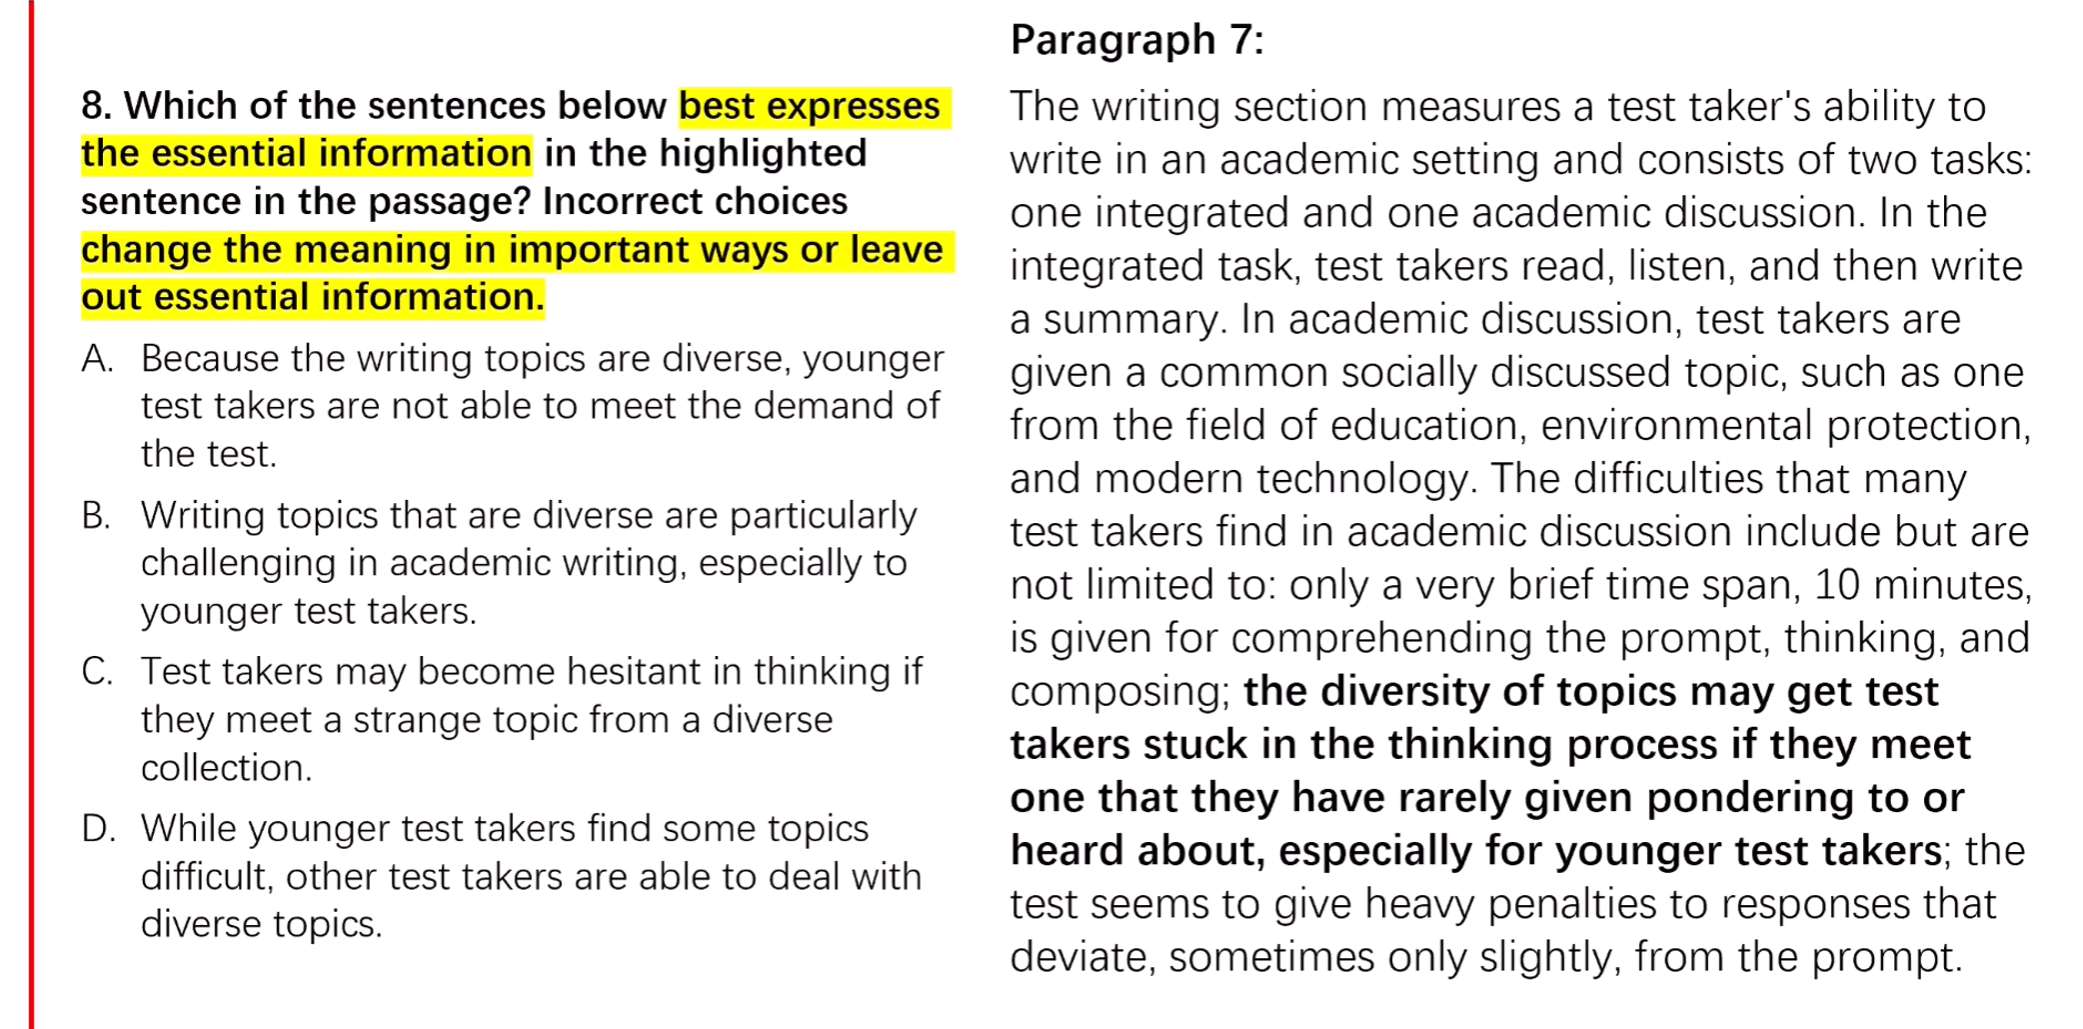 8. Which of the sentences below best expresses
the essential information in the highlighted
sentence in the passage? Incorrect choices
change the meaning in important ways or leave
out essential information.
A. Because the writing topics are diverse, younger
test takers are not able to meet the demand of
the test.
B. Writing topics that are diverse are particularly
challenging in academic writing, especially to
younger test takers.
C. Test takers may become hesitant in thinking if
they meet a strange topic from a diverse
collection.
D. While younger test takers find some topics
difficult, other test takers are able to deal with
diverse topics.
Paragraph 7:
The writing section measures a test taker's ability to
write in an academic setting and consists of two tasks:
one integrated and one academic discussion. In the
integrated task, test takers read, listen, and then write
a summary. In academic discussion, test takers are
given a common socially discussed topic, such as one
from the field of education, environmental protection,
and modern technology. The difficulties that many
test takers find in academic discussion include but are
not limited to: only a very brief time span, 10 minutes,
is given for comprehending the prompt, thinking, and
composing; the diversity of topics may get test
takers stuck in the thinking process if they meet
one that they have rarely given pondering to or
heard about, especially for younger test takers; the
test seems to give heavy penalties to responses that
deviate, sometimes only slightly, from the prompt.